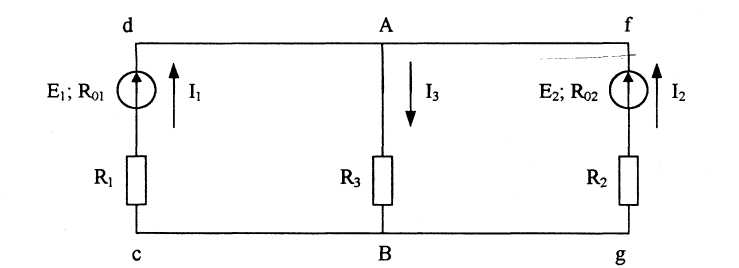 d A f
E₁; R₀₁ I₁ I₃ E₂; R₀₂ I₂
R₁ R₃ R₂
c B g